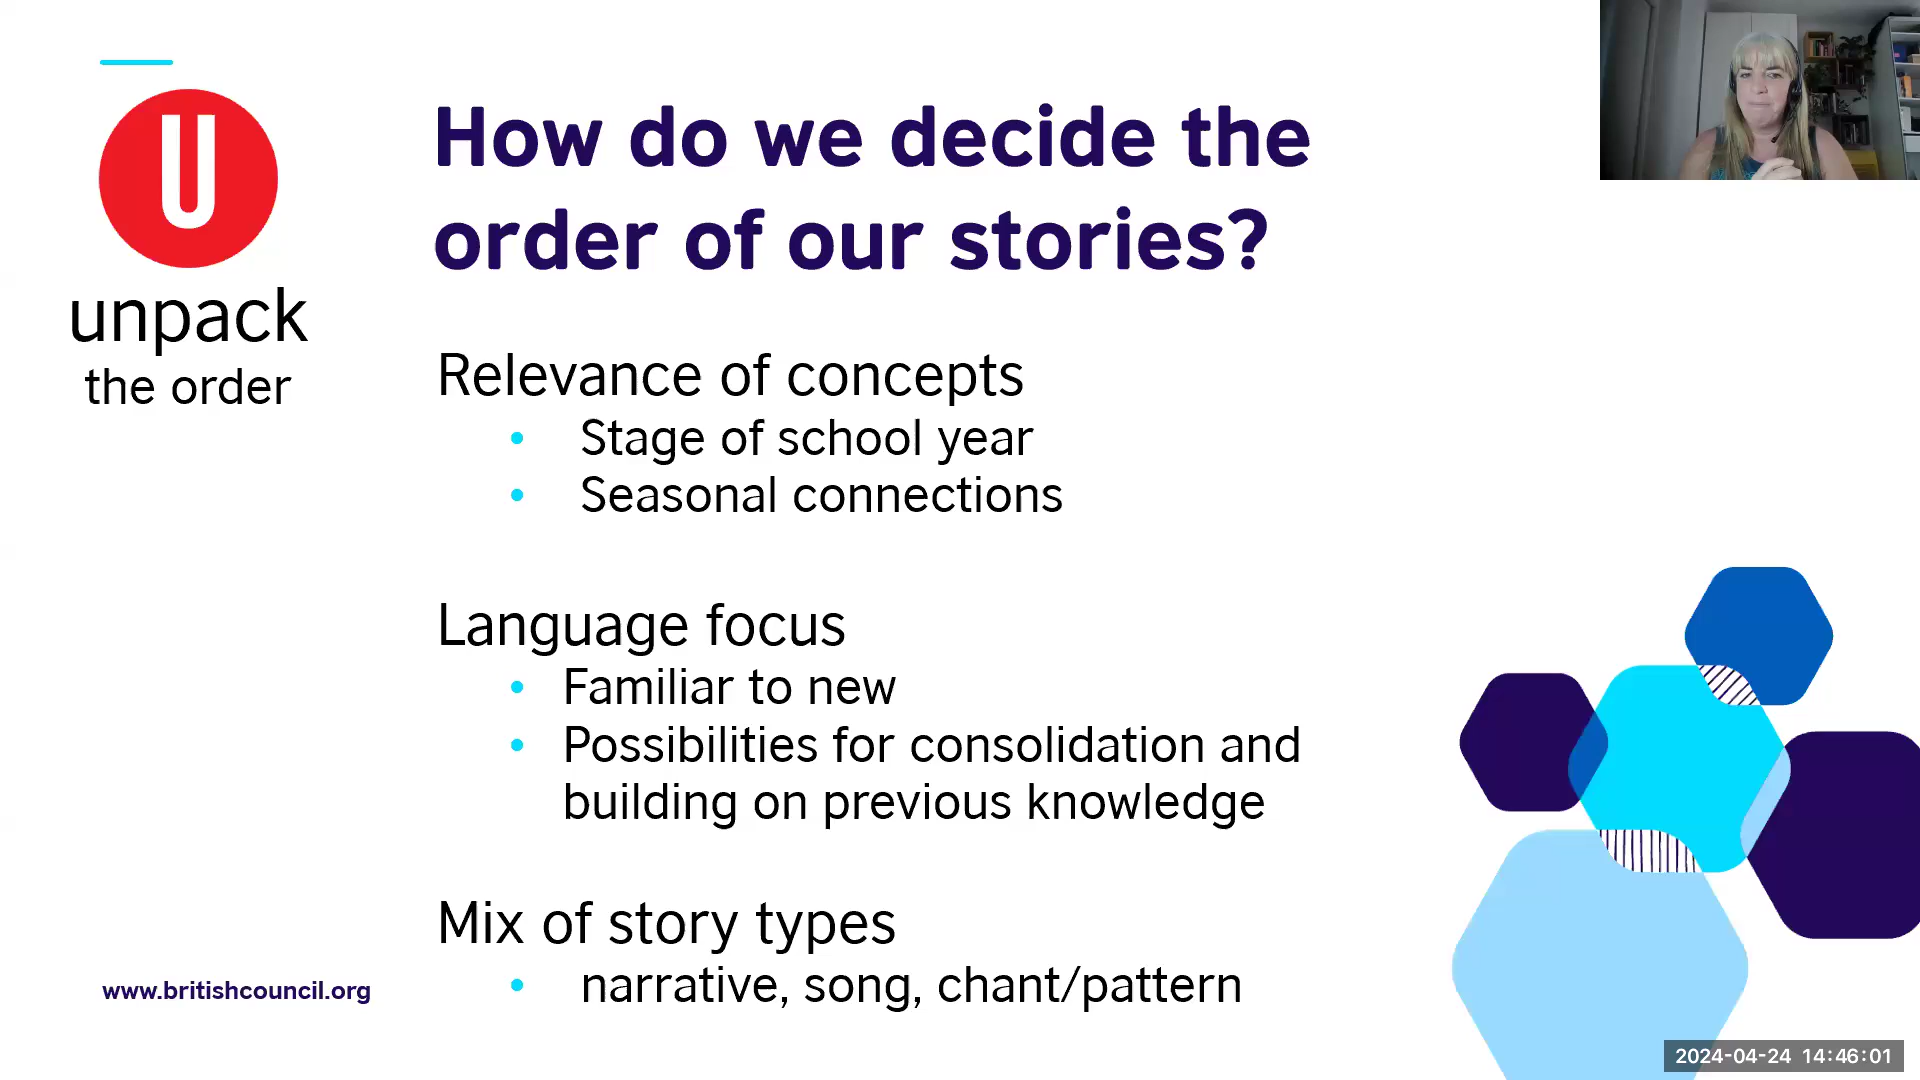 U
unpack
the order
How do we decide the
order of our stories?
Relevance of concepts
• Stage of school year
• Seasonal connections
Language focus
• Familiar to new
• Possibilities for consolidation and
building on previous knowledge
Mix of story types
• narrative, song, chant/pattern
www.britishcouncil.org
2024-04-24 14:46:01